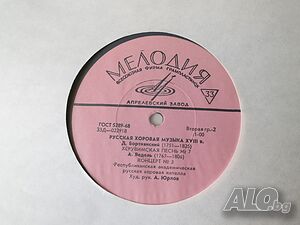 МЕЛОДИЯ
ВСЕСОЮЗНАЯ ФИРМА ГРАМПЛАСТИНОК
АПРЕЛЕВСКИЙ ЗАВОД
33
ГОСТ 5289-68
33Д-022918
Вторая гр.-2
1-00
РУССКАЯ ХОРОВАЯ МУЗЫКА XVIII в.
Д. Бортнянский (1751—1825)
ХЕРУВИМСКАЯ ПЕСНЬ № 7
А. Ведель (1767—1806)
КОНЦЕРТ № 3
Республиканская академическая
русская хоровая капелла
Худ. рук. А. Юрлов
ALO.bg